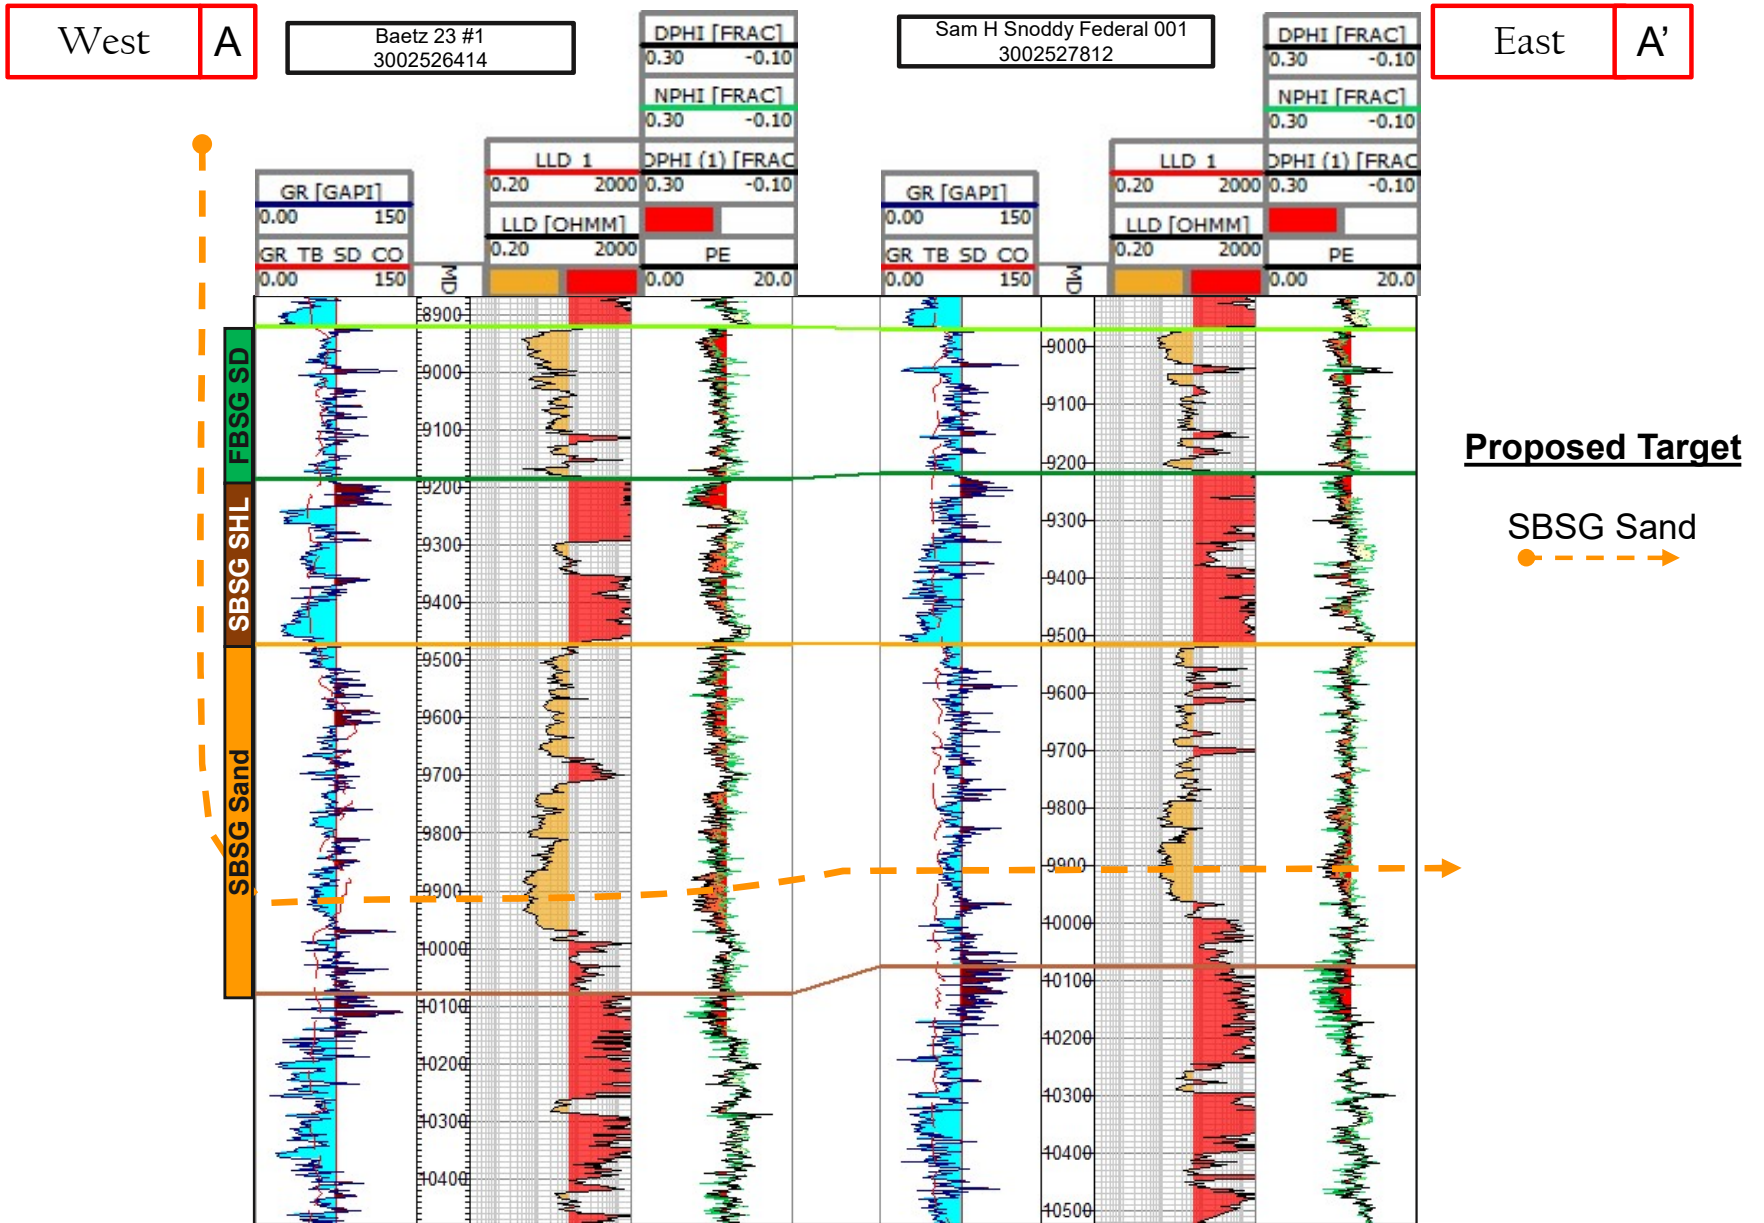 West A
Baetz 23 #1
3002526414
Sam H Snoddy Federal 001
3002527812
East A'
DPHI [FRAC]
0.30 -0.10
NPHI [FRAC]
0.30 -0.10
DPHI (1) [FRAC
0.30 -0.10
PE
0.00 20.0
LLD 1
0.20 2000
LLD [OHMM]
0.20 2000
GR [GAPI]
0.00 150
GR TB SD CO
0.00 150
MD
DPHI [FRAC]
0.30 -0.10
NPHI [FRAC]
0.30 -0.10
DPHI (1) [FRAC
0.30 -0.10
PE
0.00 20.0
LLD 1
0.20 2000
LLD [OHMM]
0.20 2000
GR [GAPI]
0.00 150
GR TB SD CO
0.00 150
MD
FBSG SD
SBSG SHL
SBSG Sand
8900
9000
9100
9200
9300
9400
9500
9600
9700
9800
9900
10000
10100
10200
10300
10400
9000
9100
9200
9300
9400
9500
9600
9700
9800
9900
10000
10100
10200
10300
10400
10500
Proposed Target
SBSG Sand